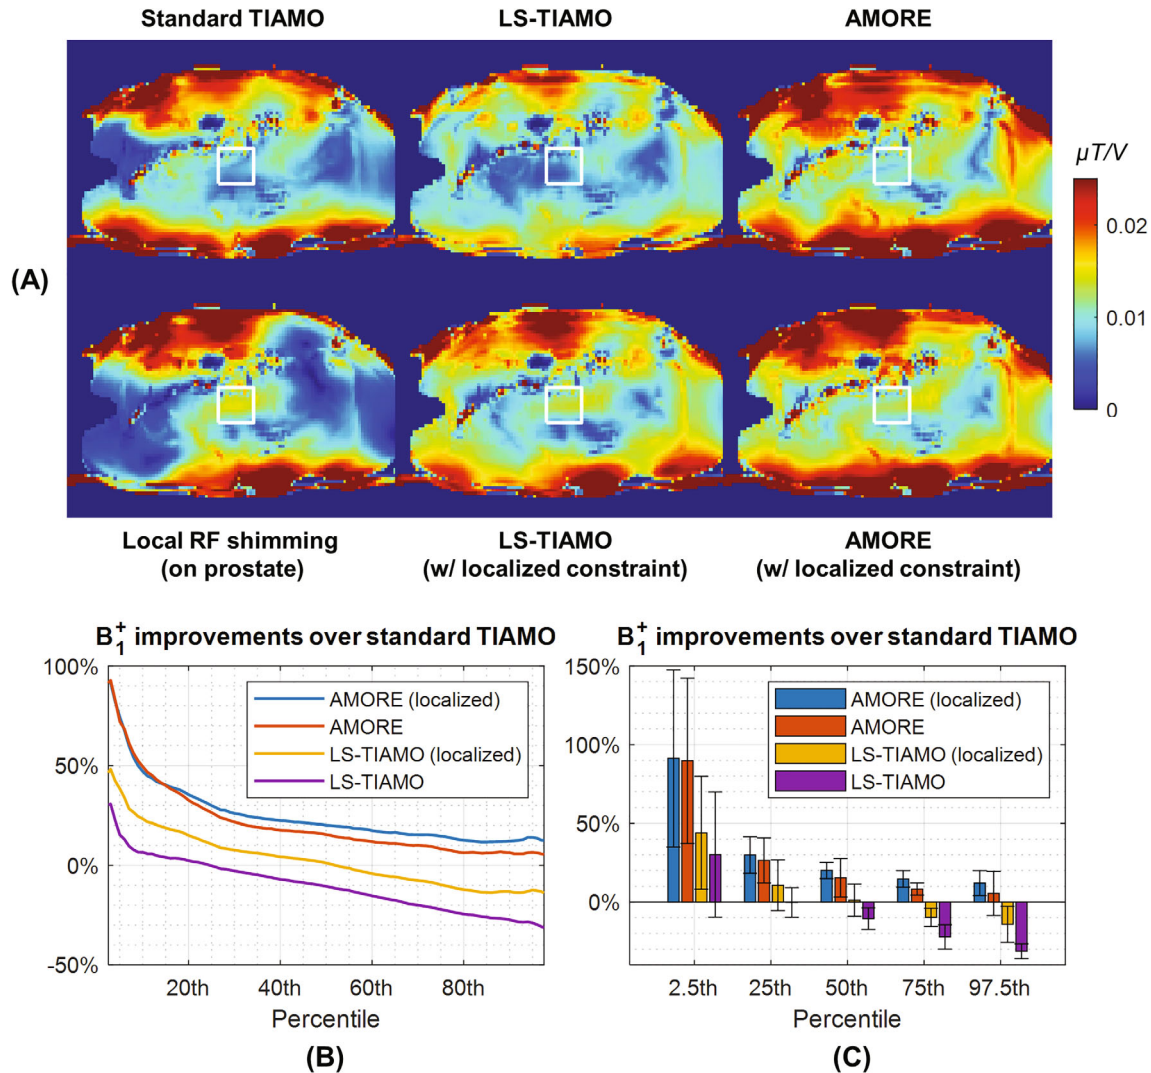 Standard TIAMO
LS-TIAMO
AMORE
µT/V
0.02
0.01
0
(A)
Local RF shimming
(on prostate)
LS-TIAMO
(w/ localized constraint)
AMORE
(w/ localized constraint)
B₁⁺ improvements over standard TIAMO
100%
50%
0%
-50%
AMORE (localized)
AMORE
LS-TIAMO (localized)
LS-TIAMO
20th
40th
60th
80th
Percentile
(B)
B₁⁺ improvements over standard TIAMO
150%
100%
50%
0%
AMORE (localized)
AMORE
LS-TIAMO (localized)
LS-TIAMO
2.5th
25th
50th
75th
97.5th
Percentile
(C)